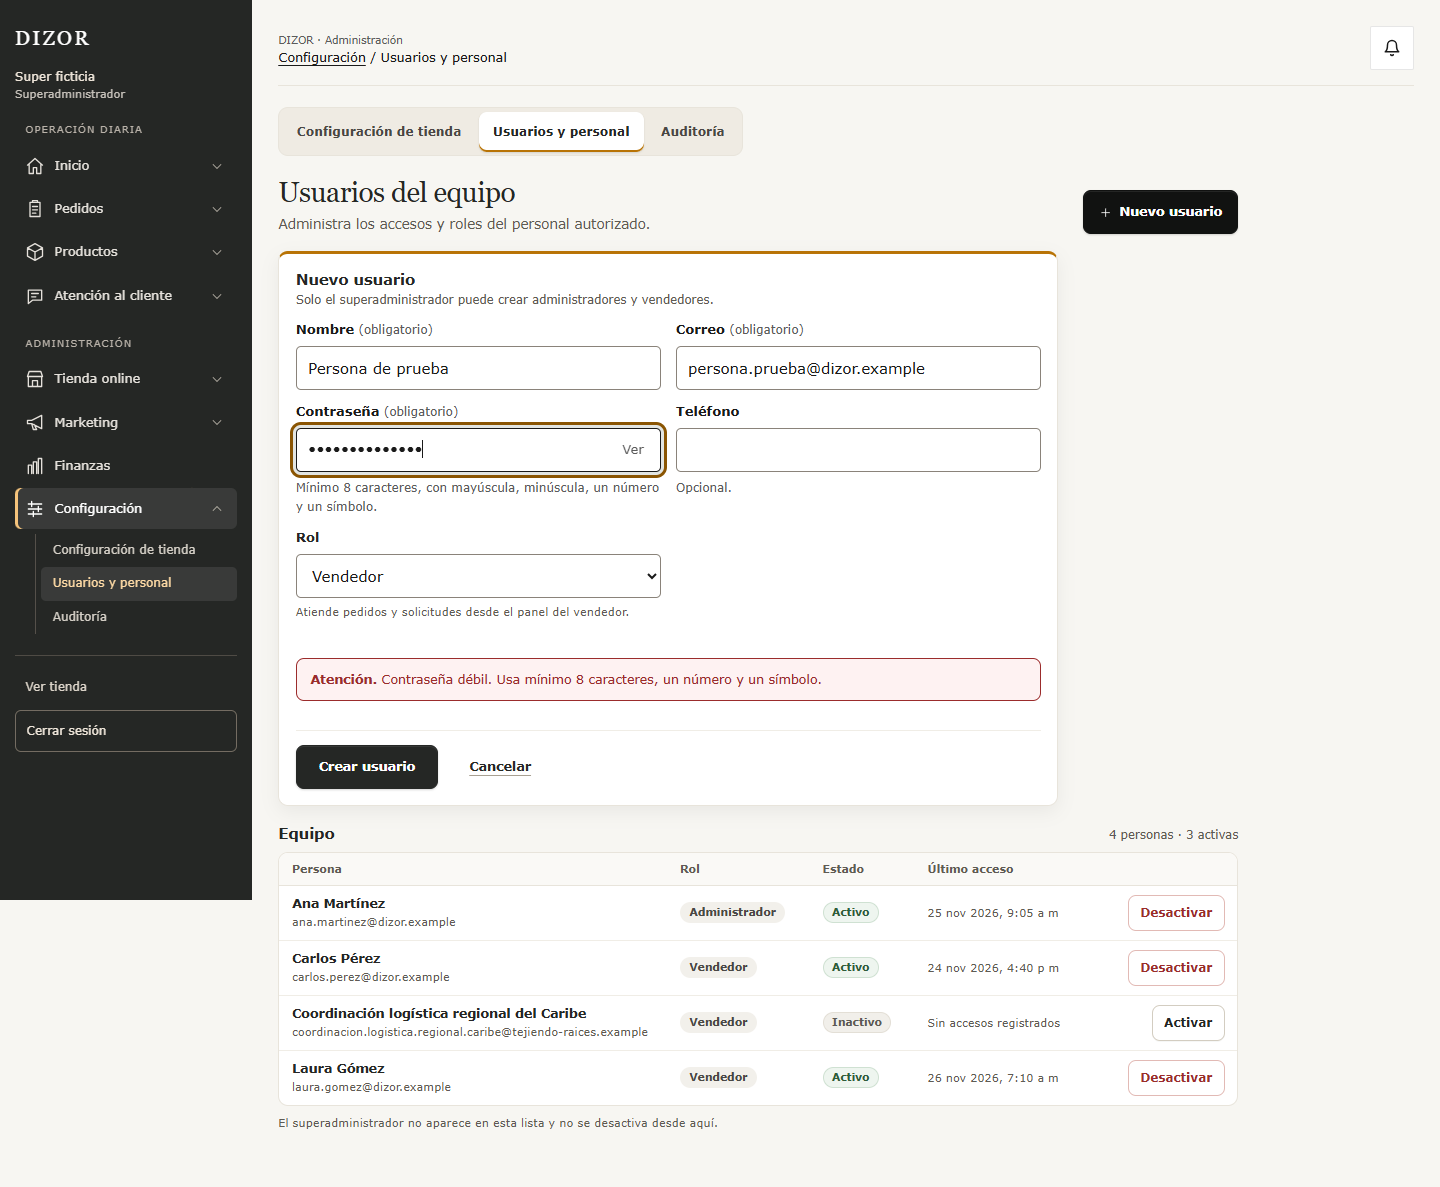 DIZOR
Super ficticia
Superadministrador
OPERACIÓN DIARIA
Inicio
Pedidos
Productos
Atención al cliente
ADMINISTRACIÓN
Tienda online
Marketing
Finanzas
Configuración
Configuración de tienda
Usuarios y personal
Auditoría
Ver tienda
Cerrar sesión
DIZOR · Administración
Configuración / Usuarios y personal
Configuración de tienda Usuarios y personal Auditoría
Usuarios del equipo
Administra los accesos y roles del personal autorizado.
+ Nuevo usuario
Nuevo usuario
Solo el superadministrador puede crear administradores y vendedores.
Nombre (obligatorio) Correo (obligatorio)
Persona de prueba persona.prueba@dizor.example
Contraseña (obligatorio) Teléfono
•••••••••••••• Ver
Mínimo 8 caracteres, con mayúscula, minúscula, un número Opcional.
y un símbolo.
Rol
Vendedor
Atiende pedidos y solicitudes desde el panel del vendedor.
Atención. Contraseña débil. Usa mínimo 8 caracteres, un número y un símbolo.
Crear usuario Cancelar
Equipo 4 personas · 3 activas
Persona Rol Estado Último acceso
Ana Martínez
ana.martinez@dizor.example
Administrador Activo 25 nov 2026, 9:05 a m Desactivar
Carlos Pérez
carlos.perez@dizor.example
Vendedor Activo 24 nov 2026, 4:40 p m Desactivar
Coordinación logística regional del Caribe
coordinacion.logistica.regional.caribe@tejiendo-raices.example
Vendedor Inactivo Sin accesos registrados Activar
Laura Gómez
laura.gomez@dizor.example
Vendedor Activo 26 nov 2026, 7:10 a m Desactivar
El superadministrador no aparece en esta lista y no se desactiva desde aquí.